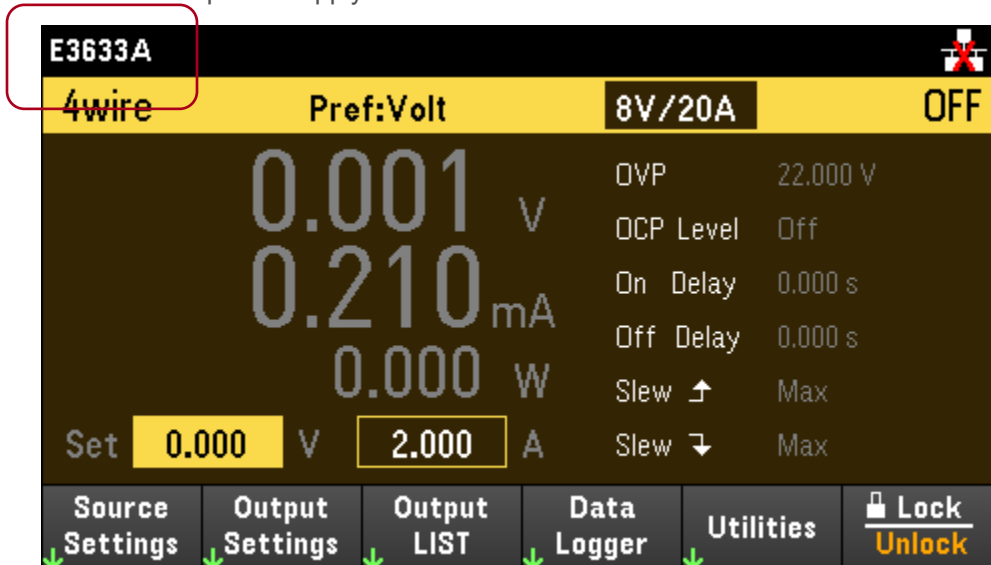 E3633A
4wire Pref:Volt 8V/20A OFF
0.001 V
0.210 mA
0.000 W
Set 0.000 V 2.000 A
OVP 22.000 V
OCP Level Off
On Delay 0.000 s
Off Delay 0.000 s
Slew Max
Slew Max
Source Settings
Output Settings
Output LIST
Data Logger
Utilities
Lock
Unlock